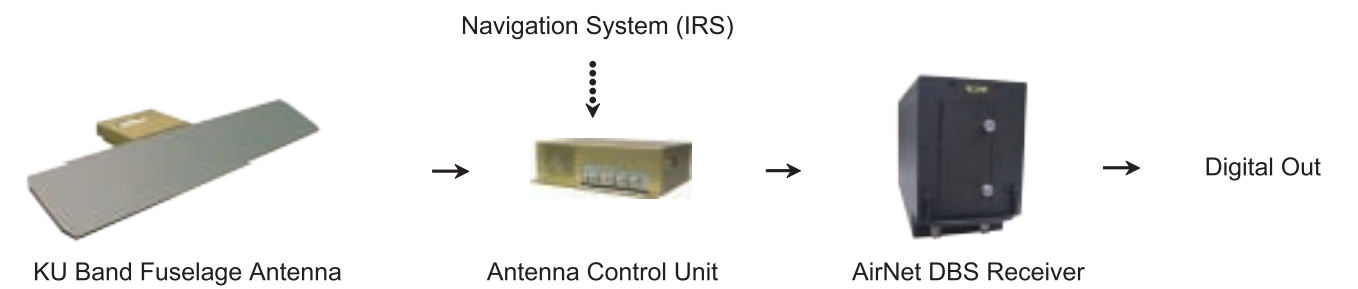 Navigation System (IRS)
Digital Out
KU Band Fuselage Antenna
Antenna Control Unit
AirNet DBS Receiver